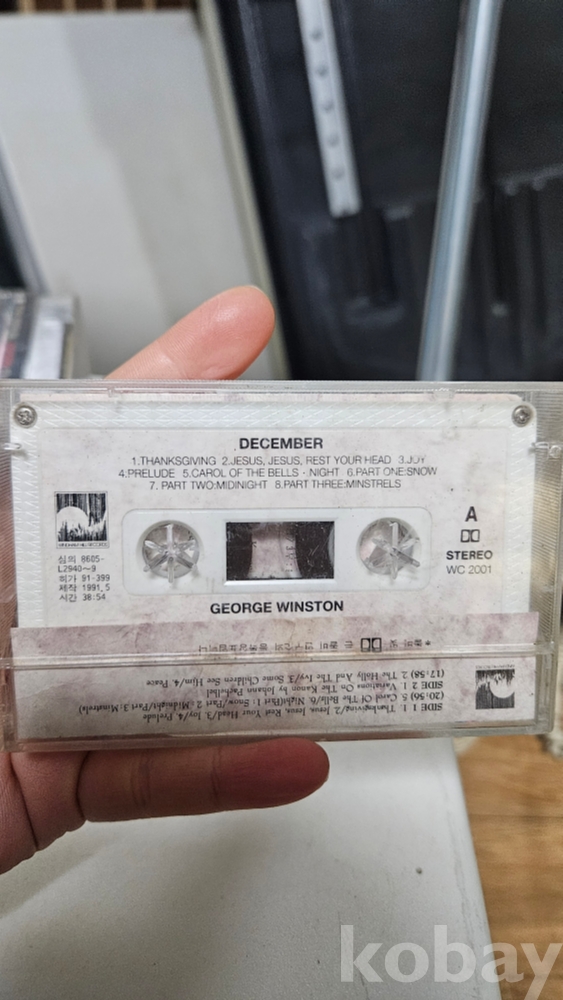 DECEMBER
1.THANKSGIVING 2.JESUS, JESUS, REST YOUR HEAD 3.JOY
4.PRELUDE 5.CAROL OF THE BELLS - NIGHT 6.PART ONE:SNOW
7. PART TWO:MIDINIGHT 8.PART THREE:MINSTRELS
심의 8605-
L2940~9
허가 91-399
제작 1991. 5
시간 38:54
A
STEREO
WC 2001
GEORGE WINSTON
SIDE 1 1. Thanksgiving/2. Jesus, Jesus, Rest Your Head/3. Joy/4. Prelude
(20:56) 5. Carol Of The Bells/6. Night(Part 1: Snow/Part 2: Midnight/Part 3: Minstrels)
SIDE 2 1. Variations On The Kanon by Johann Pachelbel
(17:58) 2. The Holly And The Ivy/3. Some Children See Him/4. Peace
kobay